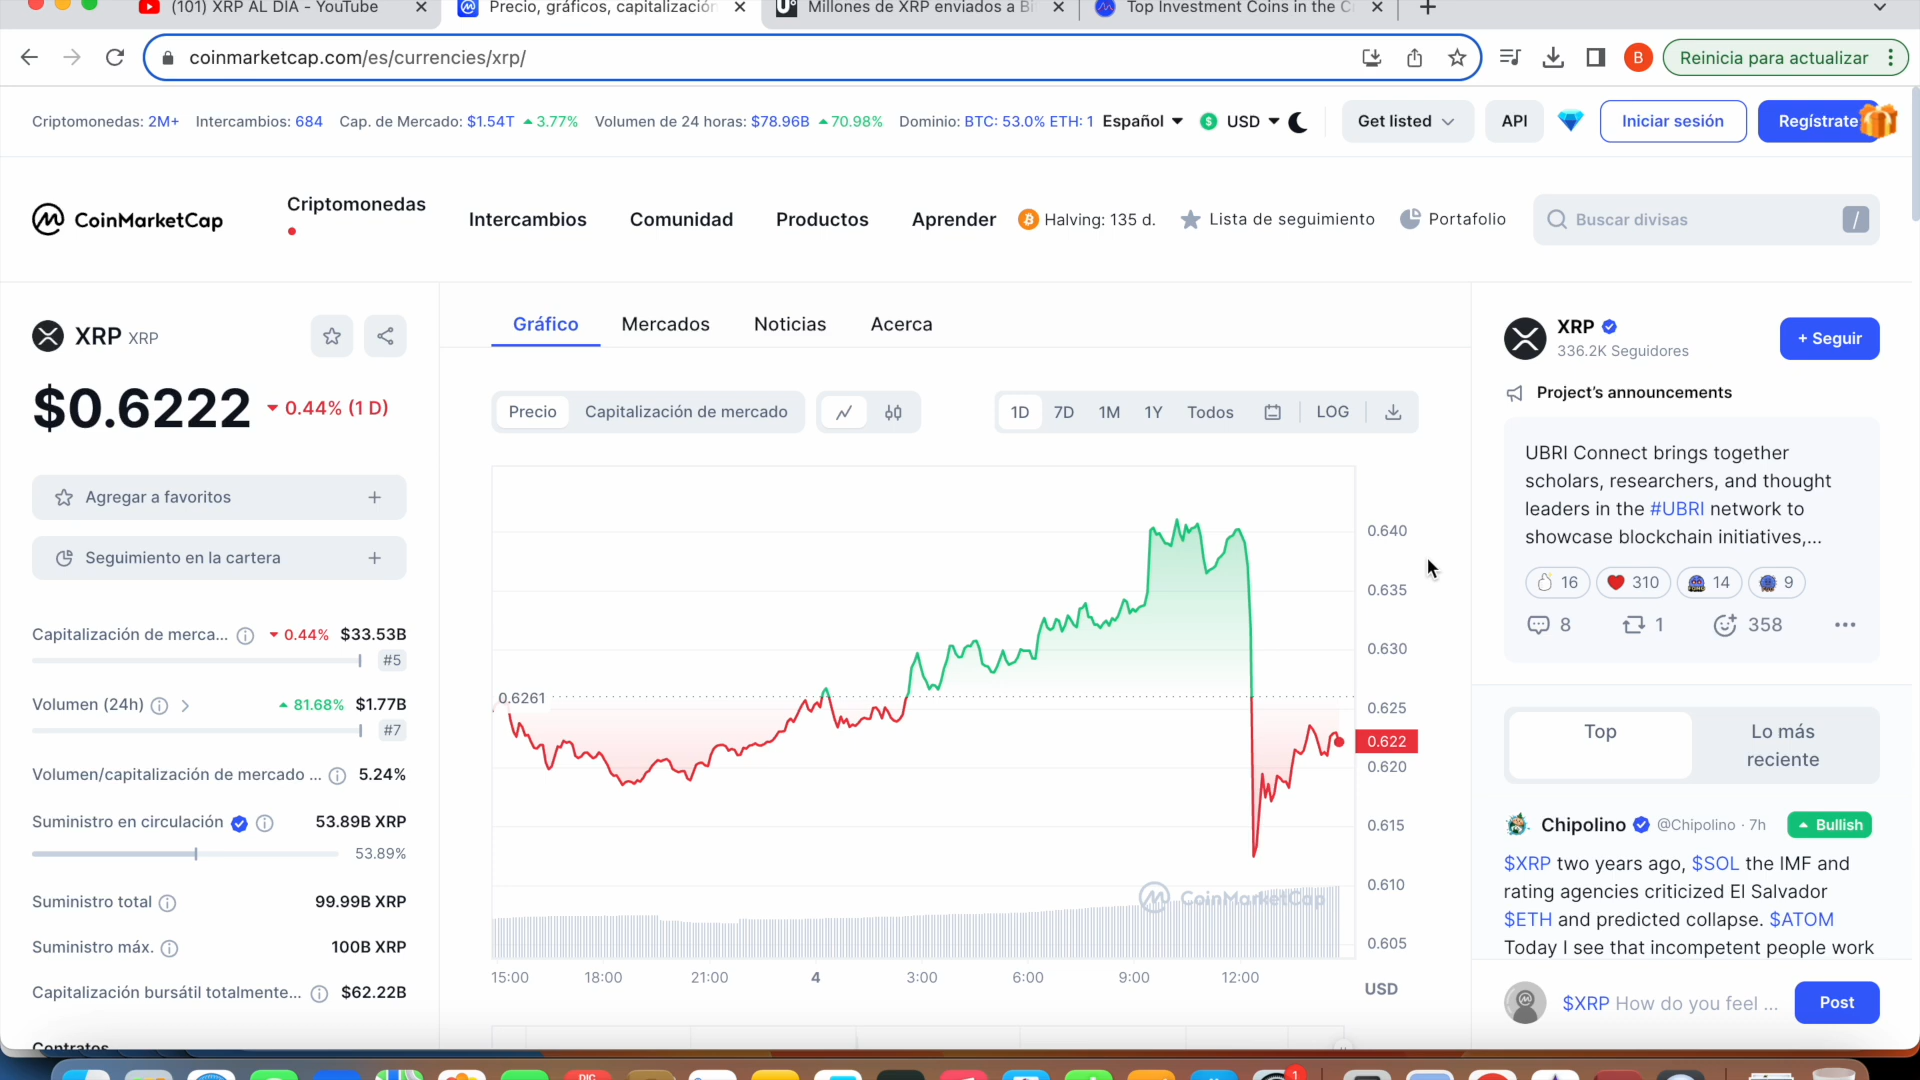 (101) XRP AL DIA - YouTube
Precio, gráficos, capitalización
Millones de XRP enviados a Bi
Top Investment Coins in the C
coinmarketcap.com/es/currencies/xrp/
B
Reinicia para actualizar
Criptomonedas: 2M+
Intercambios: 684
Cap. de Mercado: $1.54T 3.77%
Volumen de 24 horas: $78.96B 70.98%
Dominio: BTC: 53.0% ETH: 1
Español
USD
Get listed
API
Iniciar sesión
Regístrate
CoinMarketCap
Criptomonedas
Intercambios
Comunidad
Productos
Aprender
Halving: 135 d.
Lista de seguimiento
Portafolio
Buscar divisas
/
XRP XRP
$0.6222 0.44% (1 D)
Agregar a favoritos +
Seguimiento en la cartera +
Capitalización de merca... 0.44% $33.53B
#5
Volumen (24h) 81.68% $1.77B
#7
Volumen/capitalización de mercado ... 5.24%
Suministro en circulación 53.89B XRP
53.89%
Suministro total 99.99B XRP
Suministro máx. 100B XRP
Capitalización bursátil totalmente... $62.22B
Contratos
Gráfico
Mercados
Noticias
Acerca
Precio
Capitalización de mercado
1D
7D
1M
1Y
Todos
LOG
0.640
0.635
0.630
0.6261
0.625
0.622
0.620
0.615
0.610
0.605
CoinMarketCap
15:00
18:00
21:00
4
3:00
6:00
9:00
12:00
USD
XRP
336.2K Seguidores
+ Seguir
Project's announcements
UBRI Connect brings together
scholars, researchers, and thought
leaders in the #UBRI network to
showcase blockchain initiatives,...
16
310
14
9
8
1
358
Top
Lo más
reciente
Chipolino @Chipolino · 7h Bullish
$XRP two years ago, $SOL the IMF and
rating agencies criticized El Salvador
$ETH and predicted collapse. $ATOM
Today I see that incompetent people work
$XRP How do you feel ...
Post
DIC
1